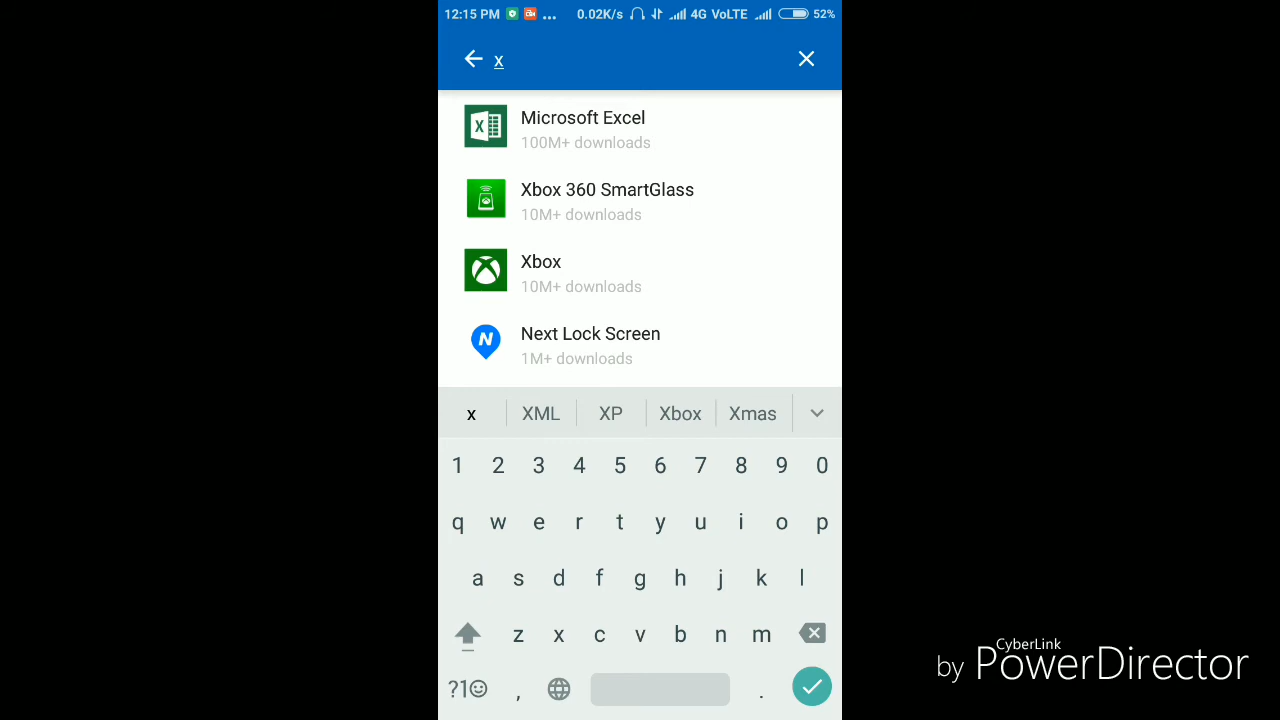 12:15 PM ... 0.02K/s 4G VoLTE 52%
x
Microsoft Excel
100M+ downloads
Xbox 360 SmartGlass
10M+ downloads
Xbox
10M+ downloads
N Next Lock Screen
1M+ downloads
x XML XP Xbox Xmas
1 2 3 4 5 6 7 8 9 0
q w e r t y u i o p
a s d f g h j k l
z x c v b n m
?1☺ , .
CyberLink
by PowerDirector